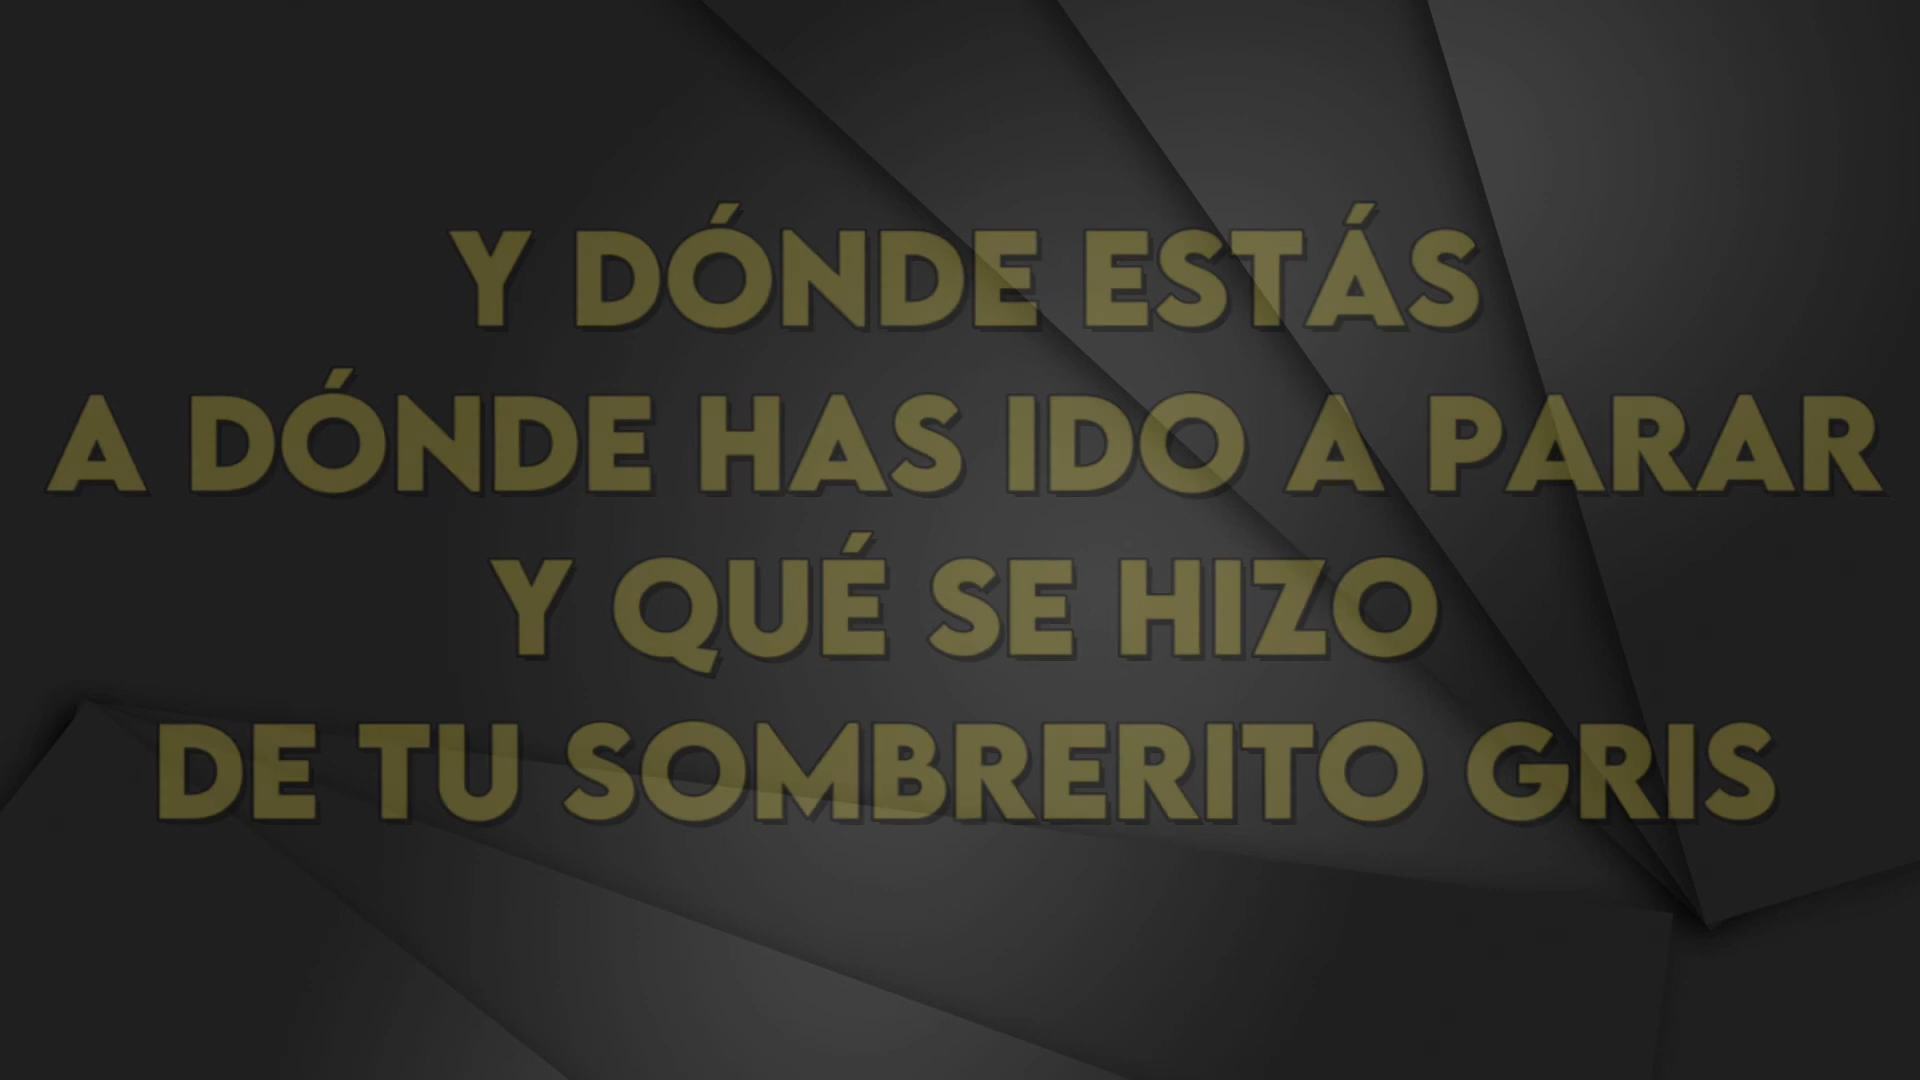 Y DÓNDE ESTÁS
A DÓNDE HAS IDO A PARAR
Y QUÉ SE HIZO
DE TU SOMBRERITO GRIS